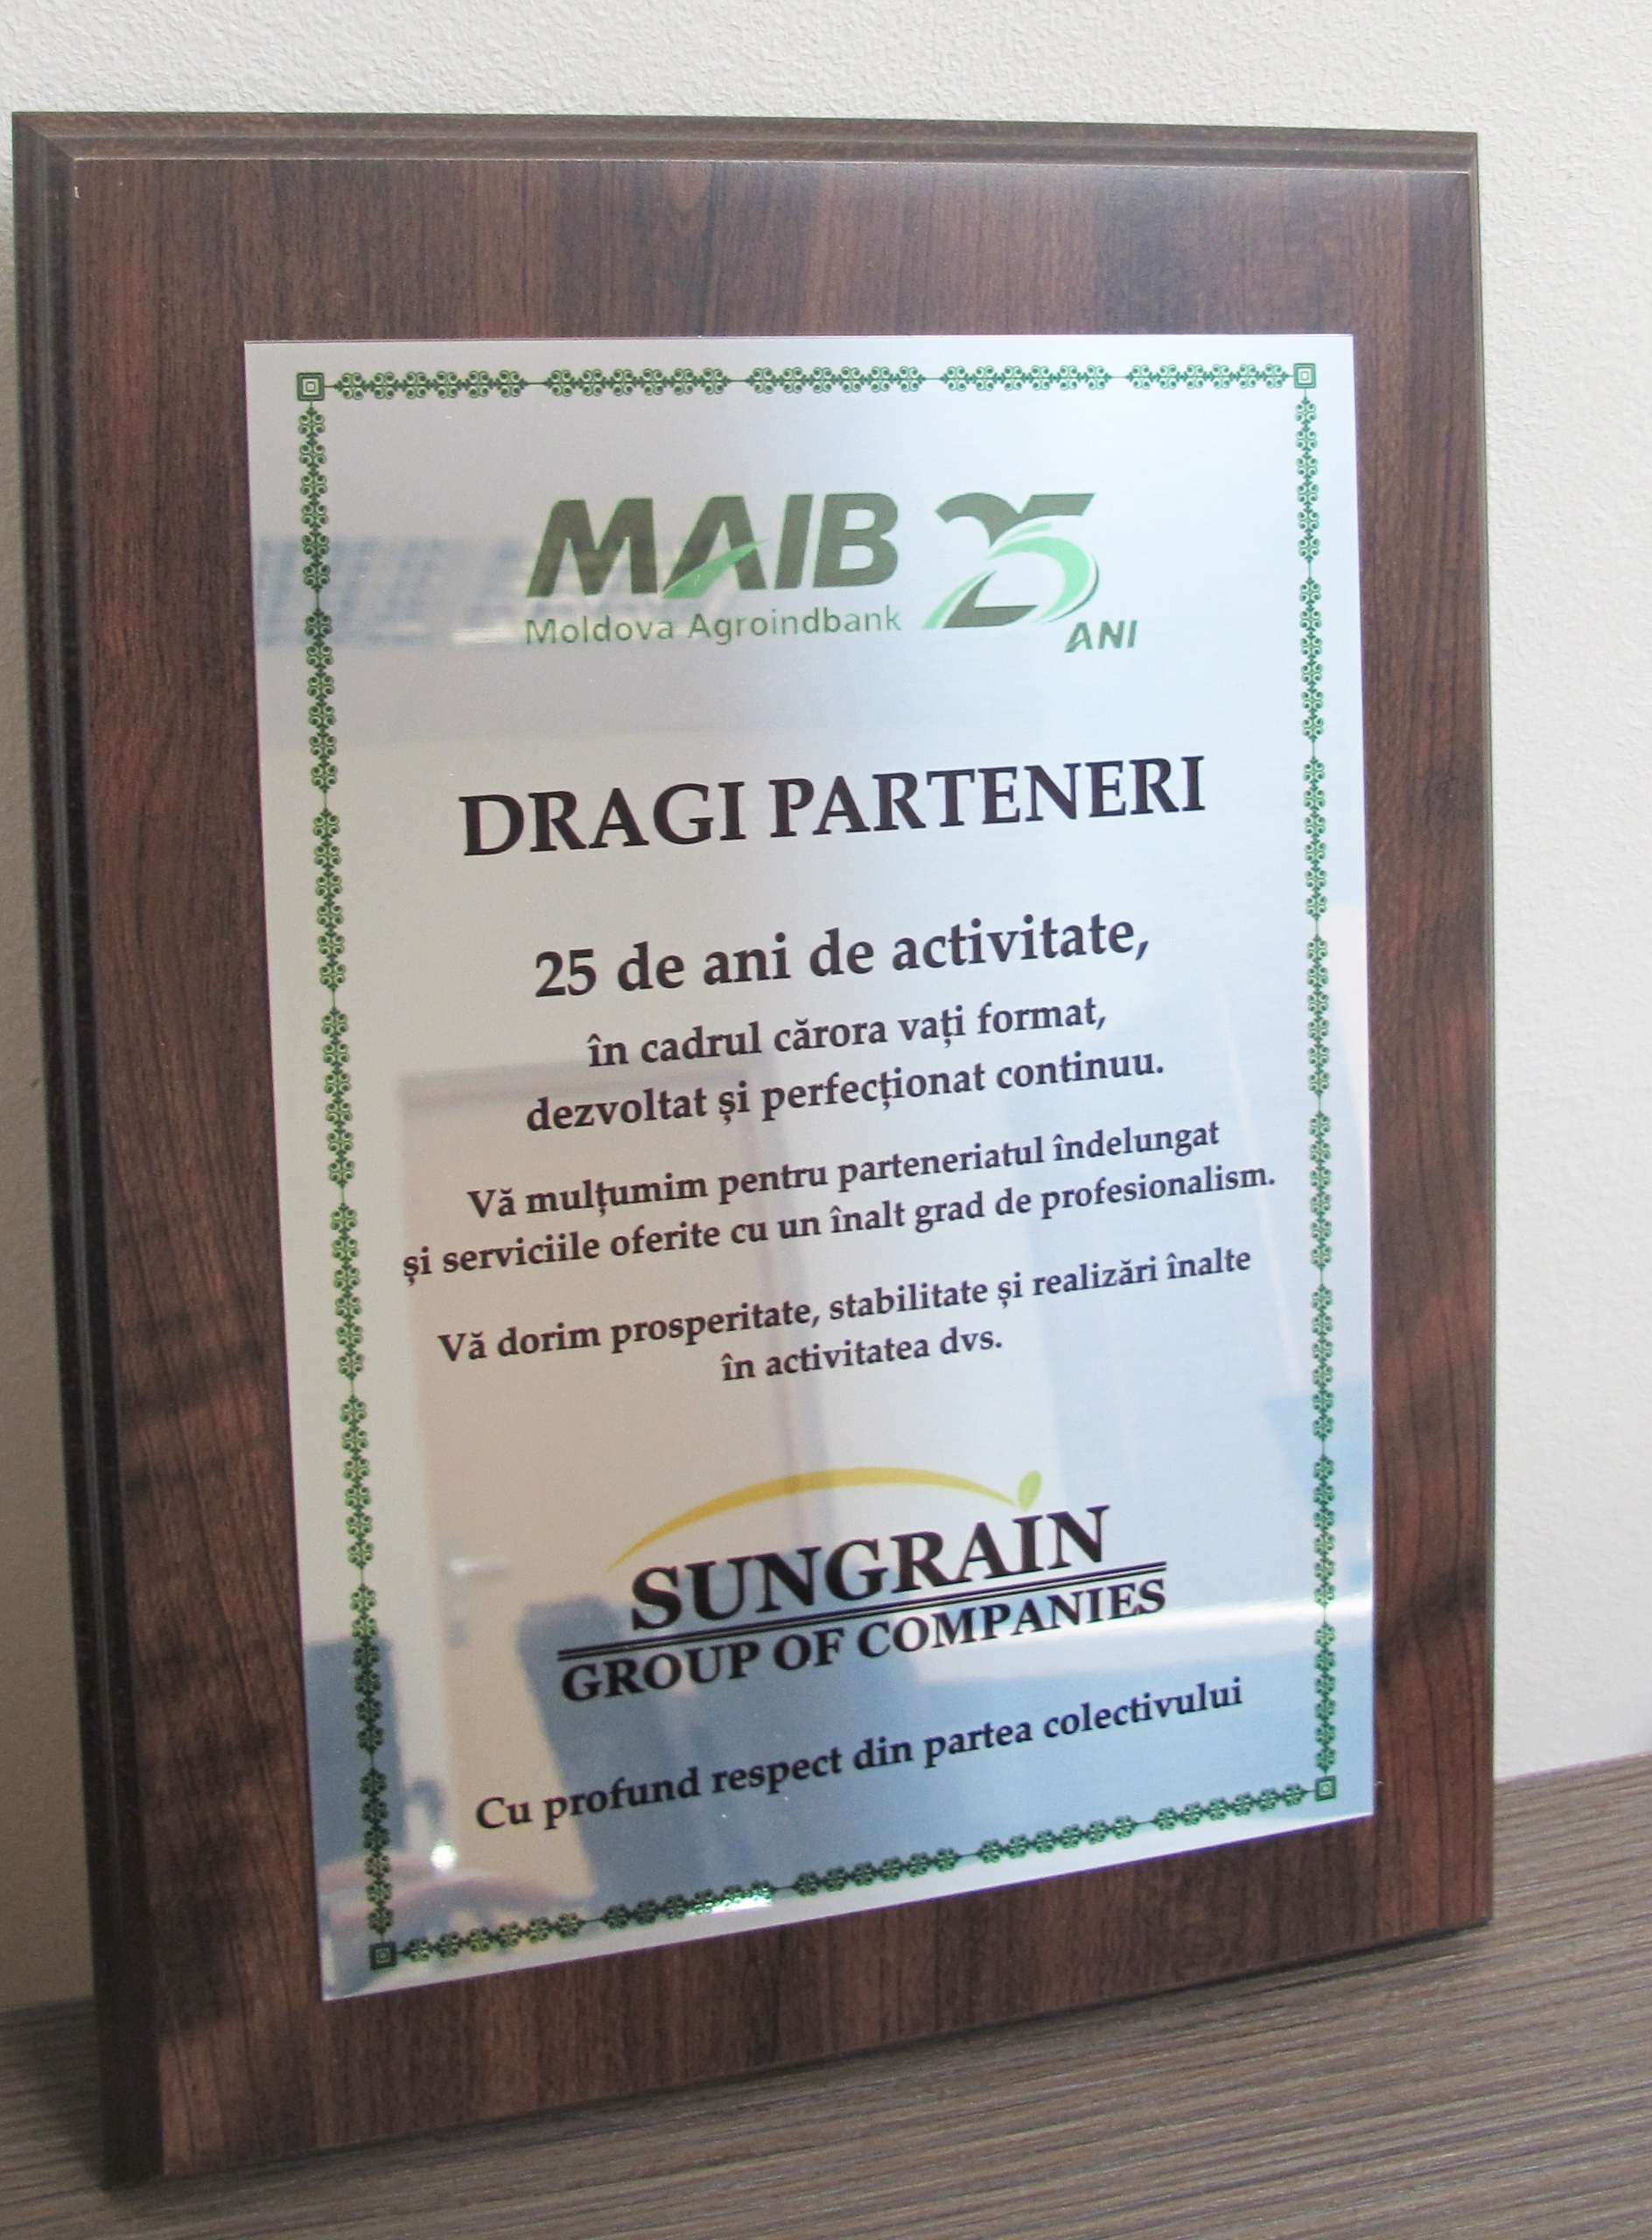 MAIB 25
Moldova Agroindbank ANI
DRAGI PARTENERI
25 de ani de activitate,
în cadrul cărora vați format,
dezvoltat și perfecționat continuu.
Vă mulțumim pentru parteneriatul îndelungat
și serviciile oferite cu un înalt grad de profesionalism.
Vă dorim prosperitate, stabilitate și realizări înalte
în activitatea dvs.
SUNGRAIN
GROUP OF COMPANIES
Cu profund respect din partea colectivului